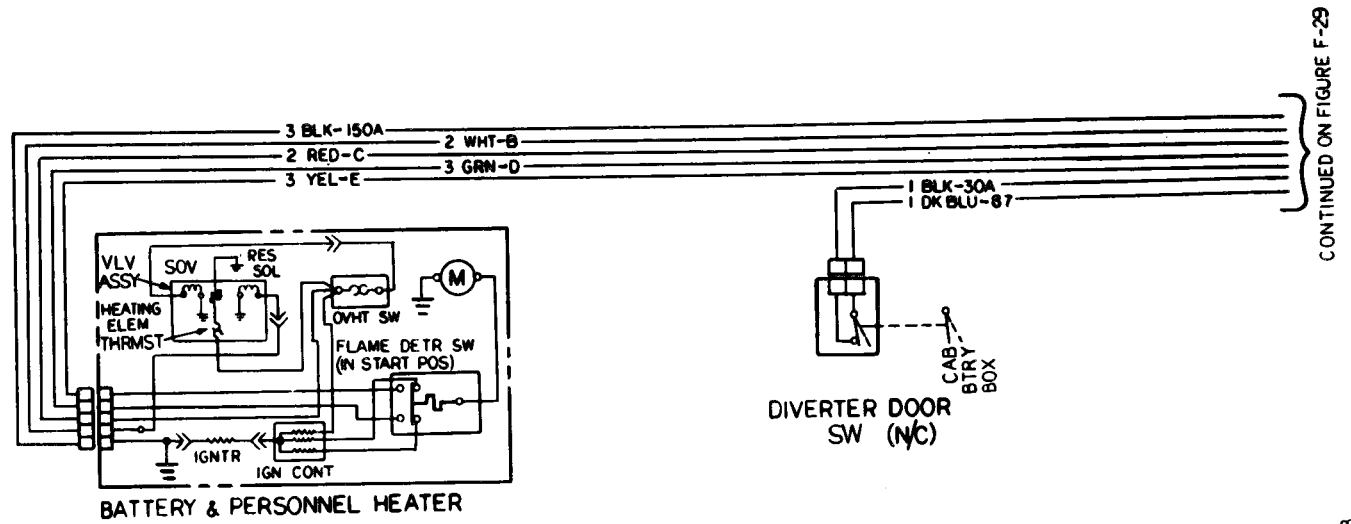 CONTINUED ON FIGURE F-29
3 BLK-150A
2 WHT-B
2 RED-C
3 GRN-D
3 YEL-E
1 BLK-30A
1 DK BLU-87
VLV
ASSY
SOV
RES
SOL
HEATING
ELEM
THRMST
OVHT SW
M
FLAME DETR SW
(IN START POS)
IGNTR
IGN CONT
BATTERY & PERSONNEL HEATER
CAB
BTRY
BOX
DIVERTER DOOR
SW (N/C)